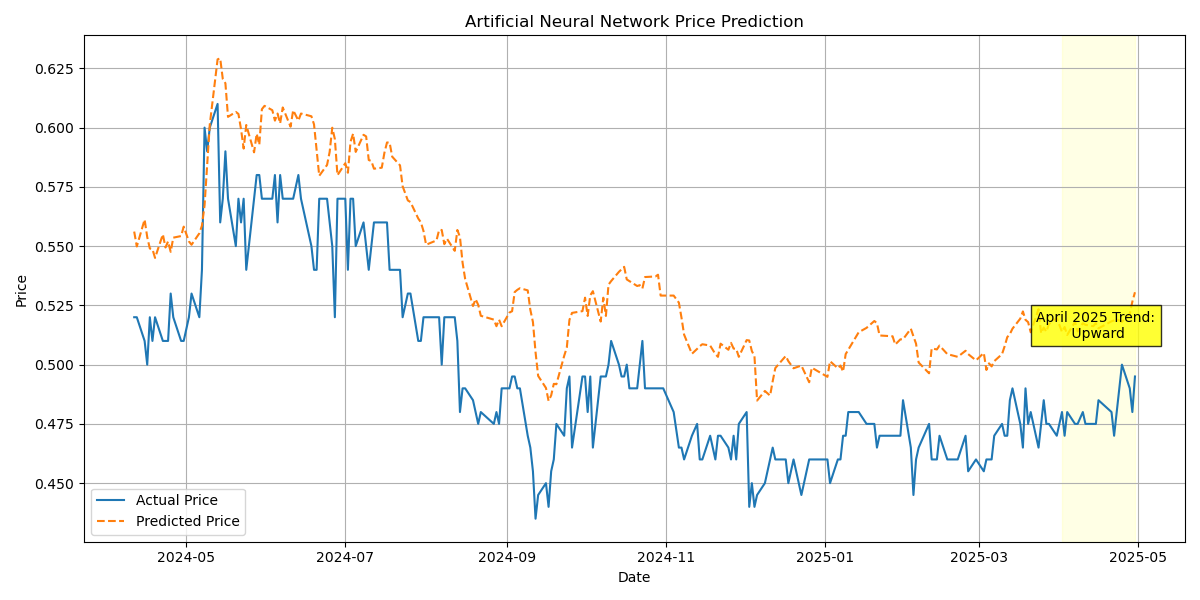 Artificial Neural Network Price Prediction
Price
0.625
0.600
0.575
0.550
0.525
0.500
0.475
0.450
April 2025 Trend:
Upward
Actual Price
Predicted Price
2024-05
2024-07
2024-09
2024-11
2025-01
2025-03
2025-05
Date